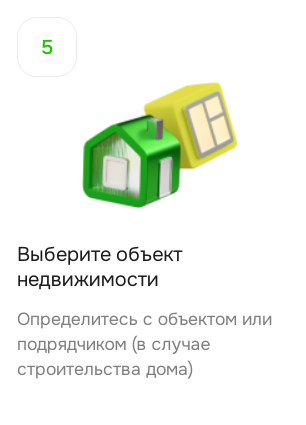 5
Выберите объект
недвижимости
Определитесь с объектом или
подрядчиком (в случае
строительства дома)